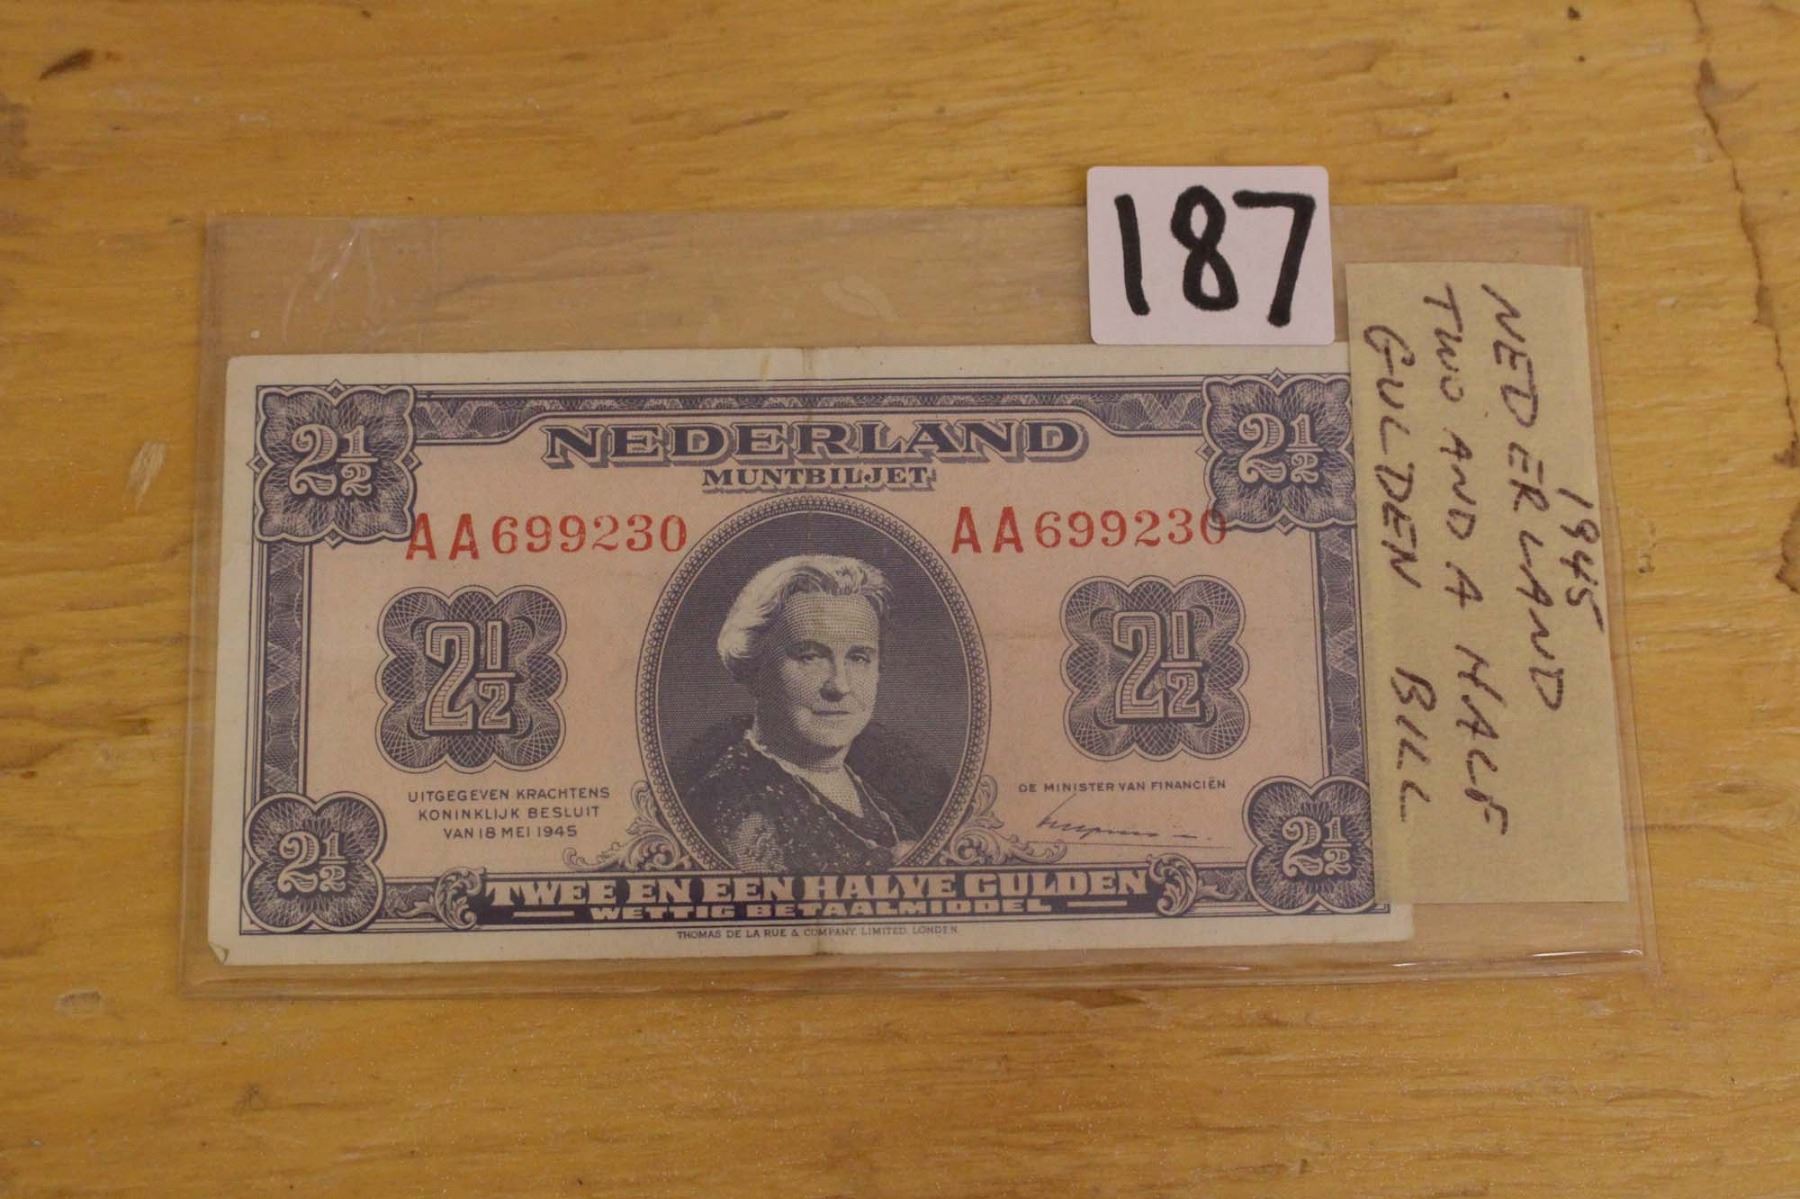 187
1945
NEDERLAND
TWO AND A HALF
GULDEN BILL
2½
2½
NEDERLAND
MUNTBILJET
AA699230
AA699230
2½
2½
UITGEGEVEN KRACHTENS
KONINKLIJK BESLUIT
VAN 18 MEI 1945
DE MINISTER VAN FINANCIËN
2½
2½
TWEE EN EEN HALVE GULDEN
WETTIG BETAALMIDDEL
THOMAS DE LA RUE & COMPANY, LIMITED, LONDEN